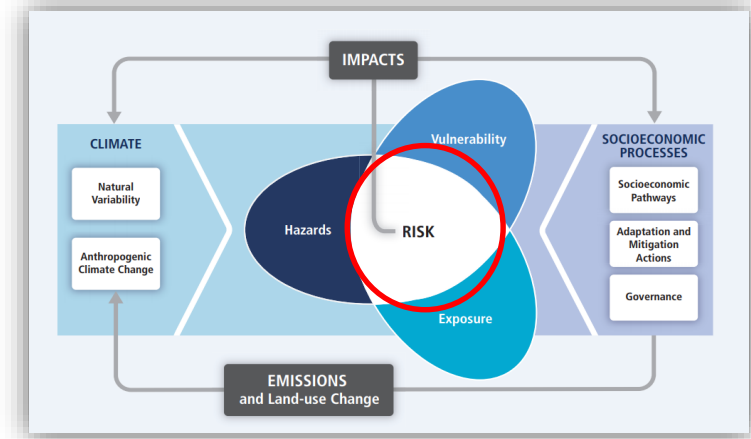 IMPACTS
CLIMATE
Natural
Variability
Anthropogenic
Climate Change
Vulnerability
Hazards
RISK
Exposure
SOCIOECONOMIC
PROCESSES
Socioeconomic
Pathways
Adaptation and
Mitigation
Actions
Governance
EMISSIONS
and Land-use Change